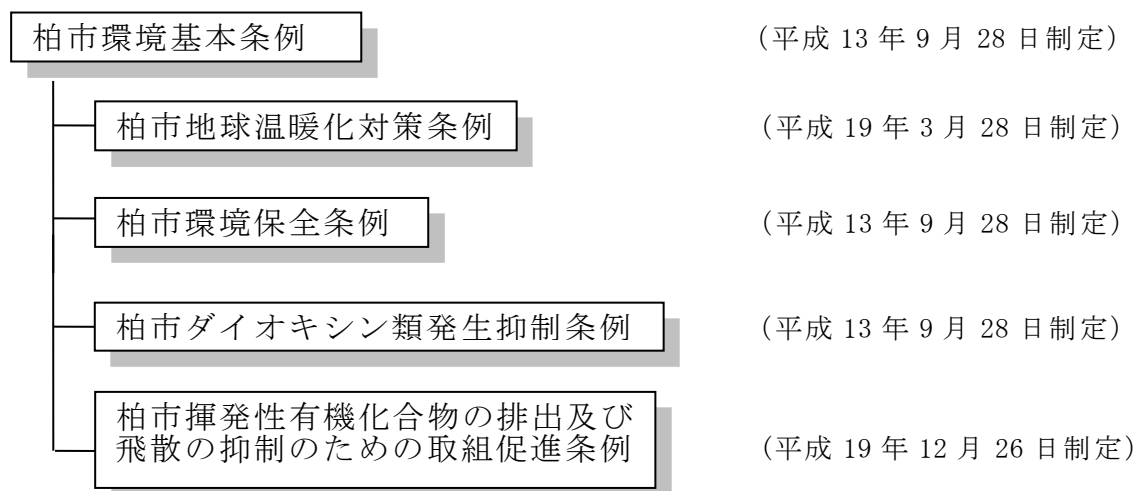 柏市環境基本条例 (平成 13 年 9 月 28 日制定)
柏市地球温暖化対策条例 (平成 19 年 3 月 28 日制定)
柏市環境保全条例 (平成 13 年 9 月 28 日制定)
柏市ダイオキシン類発生抑制条例 (平成 13 年 9 月 28 日制定)
柏市揮発性有機化合物の排出及び
飛散の抑制のための取組促進条例 (平成 19 年 12 月 26 日制定)